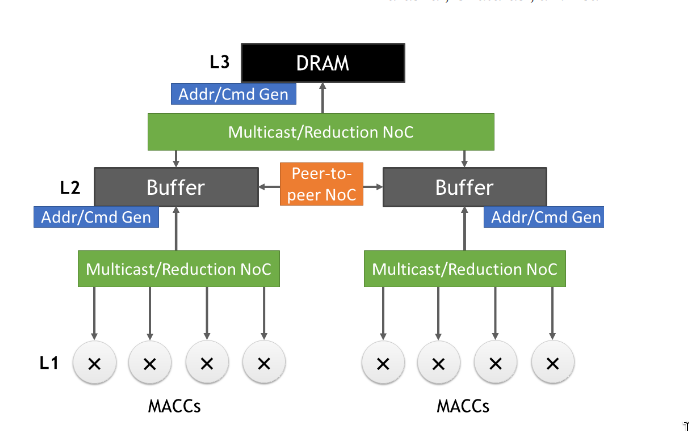 L3
DRAM
Addr/Cmd Gen
Multicast/Reduction NoC
L2
Buffer
Peer-to-
peer NoC
Buffer
Addr/Cmd Gen
Addr/Cmd Gen
Multicast/Reduction NoC
Multicast/Reduction NoC
L1
×
×
×
×
×
×
×
×
MACCs
MACCs